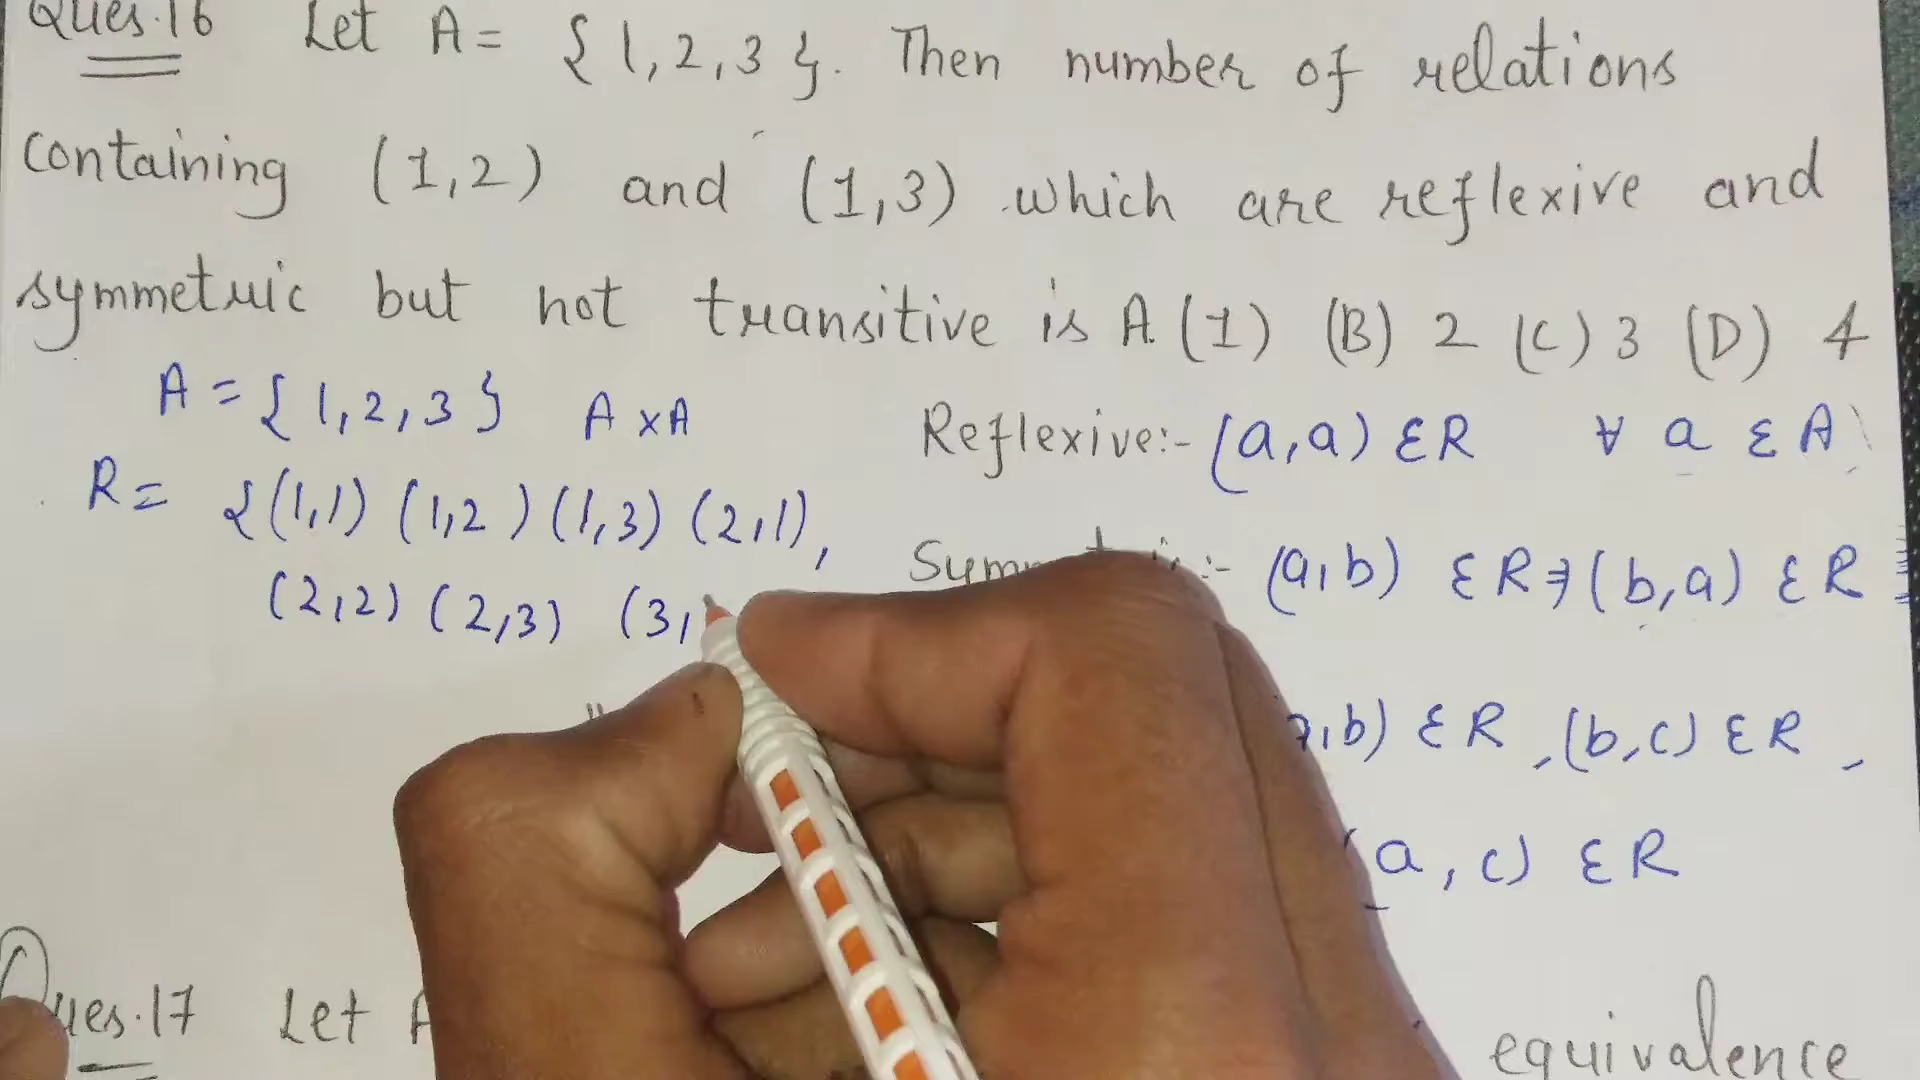 Ques.16 Let A = {1,2,3}. Then number of relations
containing (1,2) and (1,3) which are reflexive and
symmetric but not transitive is A.(1) (B) 2 (C) 3 (D) 4
A = {1,2,3} A×A
R = {(1,1) (1,2) (1,3) (2,1),
(2,2) (2,3) (3,
Reflexive:- (a,a) ∈R ∀ a ∈ A
(a,b) ∈ R ⇒ (b,a) ∈ R
,b) ∈ R , (b,c) ∈ R ,
(a,c) ∈ R
Ques.17 Let A equivalence